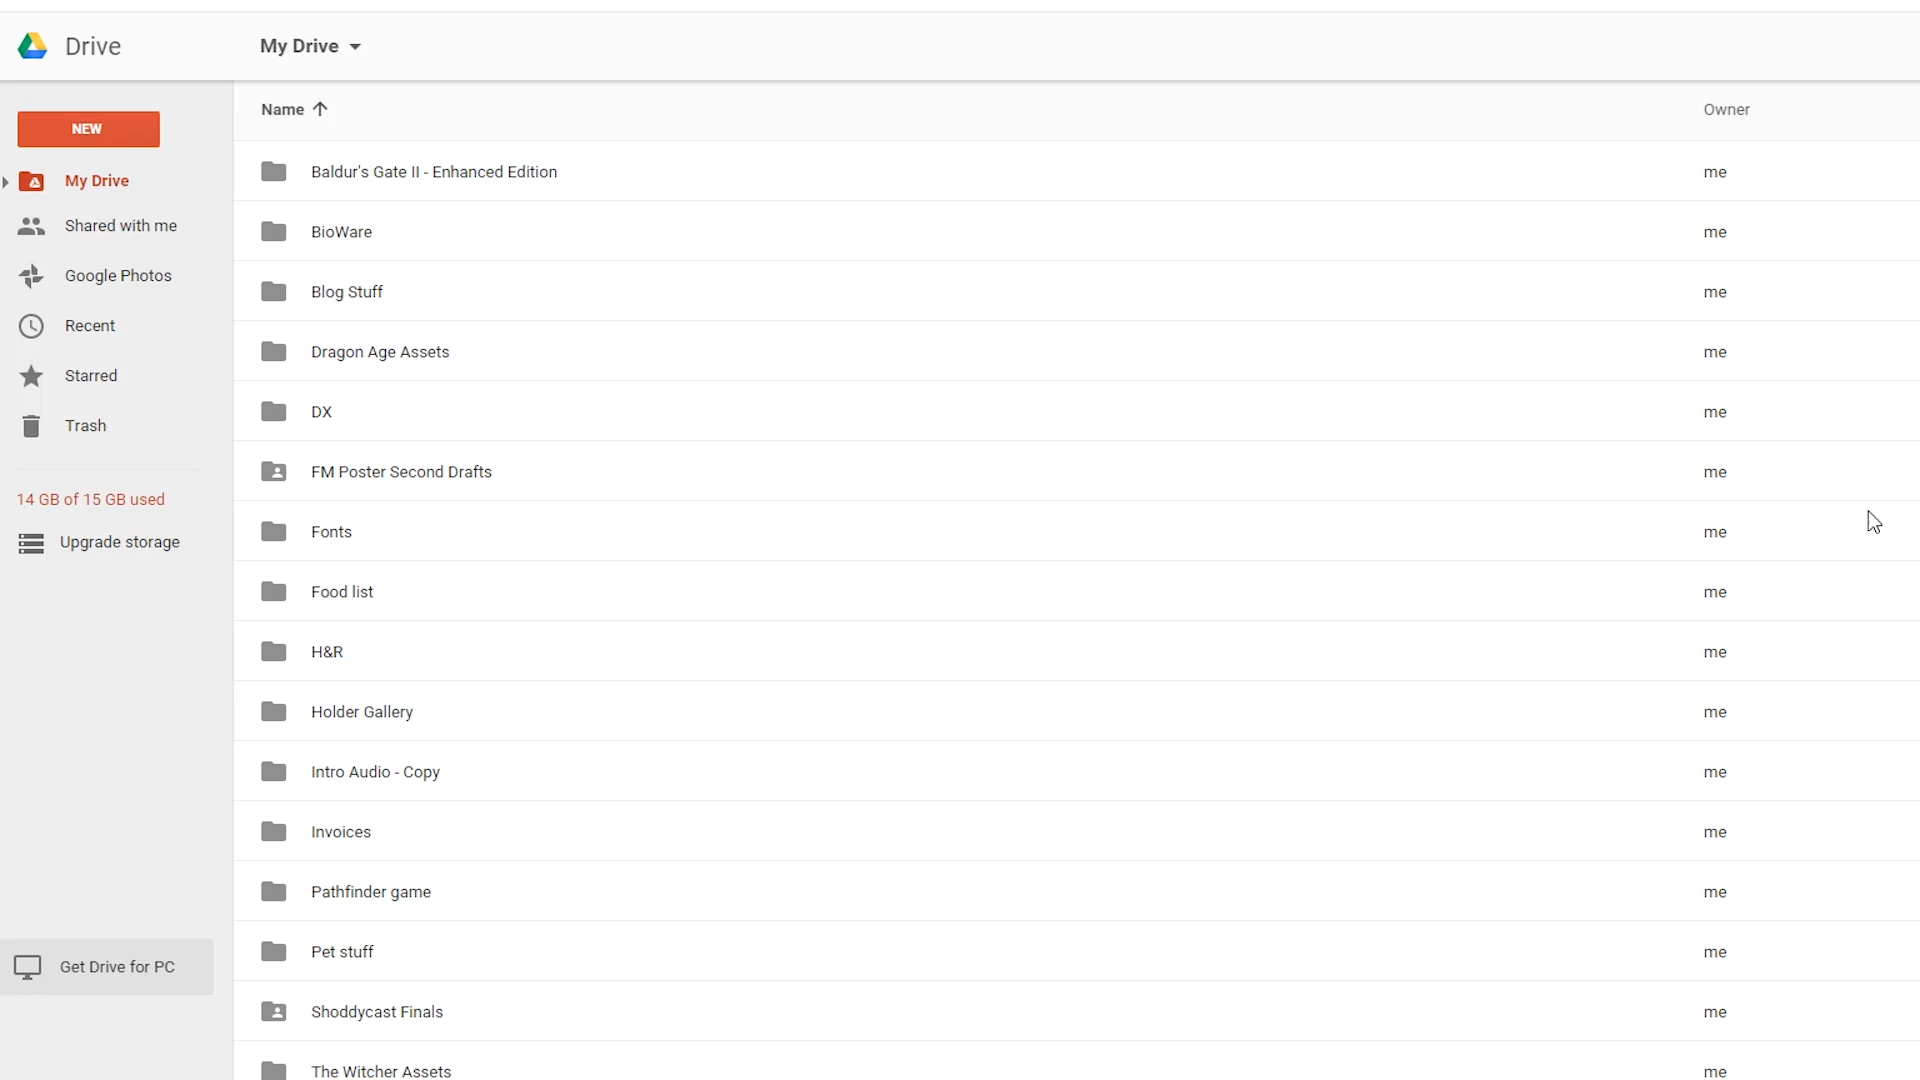 Drive
My Drive
Name
Owner
NEW
My Drive
Shared with me
Google Photos
Recent
Starred
Trash
14 GB of 15 GB used
Upgrade storage
Get Drive for PC
Baldur's Gate II - Enhanced Edition me
BioWare me
Blog Stuff me
Dragon Age Assets me
DX me
FM Poster Second Drafts me
Fonts me
Food list me
H&R me
Holder Gallery me
Intro Audio - Copy me
Invoices me
Pathfinder game me
Pet stuff me
Shoddycast Finals me
The Witcher Assets me